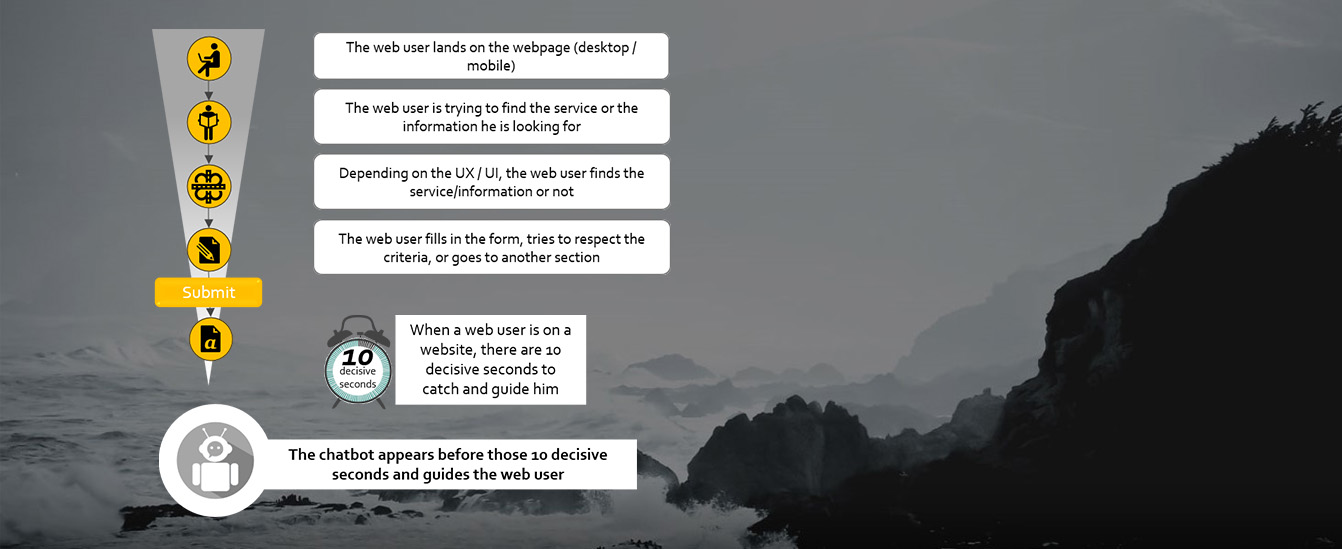 The web user lands on the webpage (desktop /
mobile)
The web user is trying to find the service or the
information he is looking for
Depending on the UX / UI, the web user finds the
service/information or not
The web user fills in the form, tries to respect the
criteria, or goes to another section
Submit
a
10
decisive
seconds
When a web user is on a
website, there are 10
decisive seconds to
catch and guide him
The chatbot appears before those 10 decisive
seconds and guides the web user